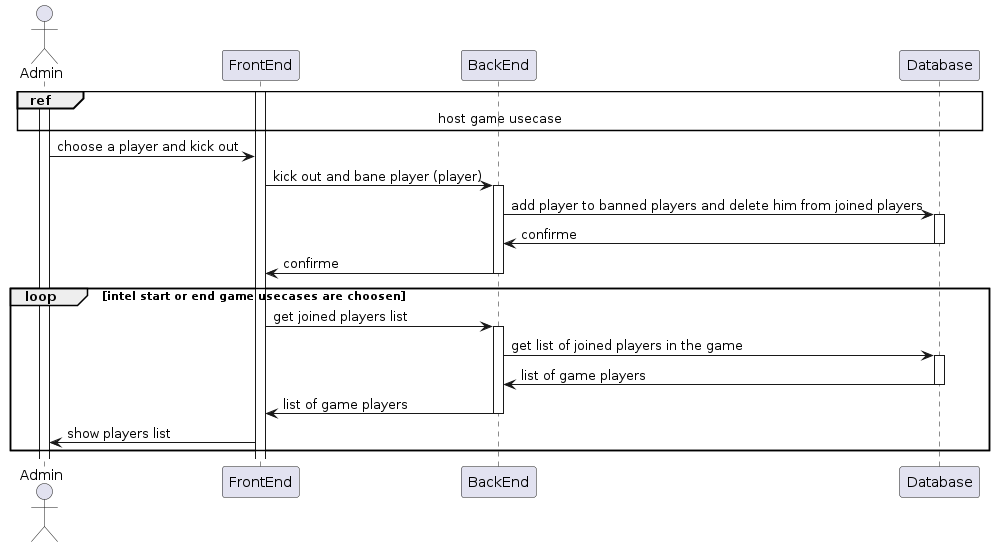 Admin
FrontEnd
BackEnd
Database
ref
host game usecase
choose a player and kick out
kick out and bane player (player)
add player to banned players and delete him from joined players
confirme
confirme
loop
[intel start or end game usecases are choosen]
get joined players list
get list of joined players in the game
list of game players
list of game players
show players list
Admin
FrontEnd
BackEnd
Database